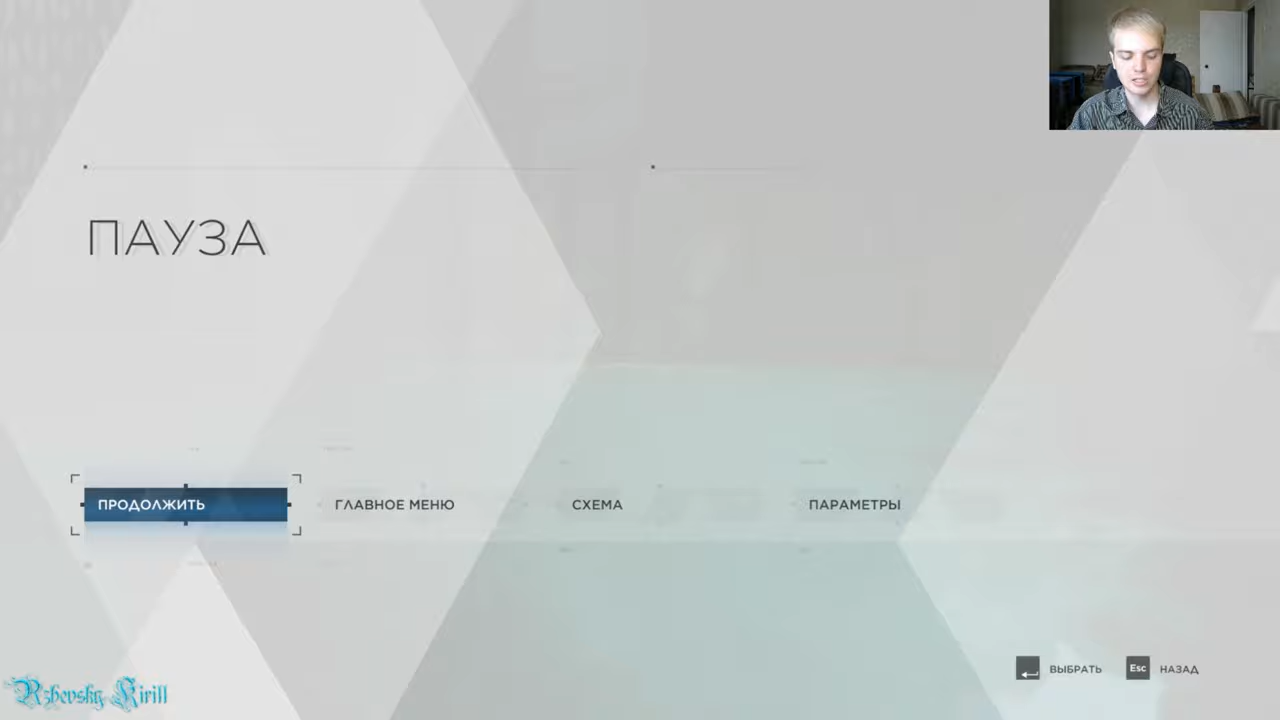 ПАУЗА
ПРОДОЛЖИТЬ
ГЛАВНОЕ МЕНЮ
СХЕМА
ПАРАМЕТРЫ
ВЫБРАТЬ
Esc НАЗАД
Rzhevsky Kirill